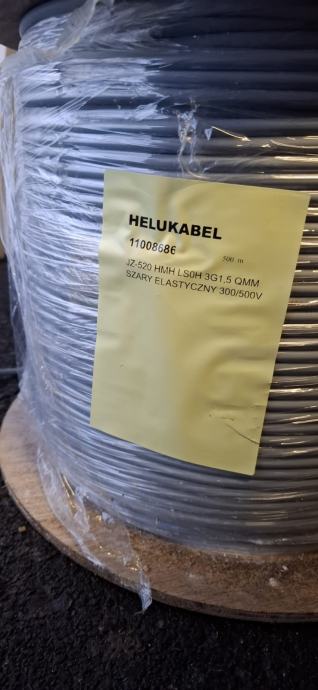 HELUKABEL
11008686 500 m
JZ-520 HMH LS0H 3G1,5 QMM
SZARY ELASTYCZNY 300/500V